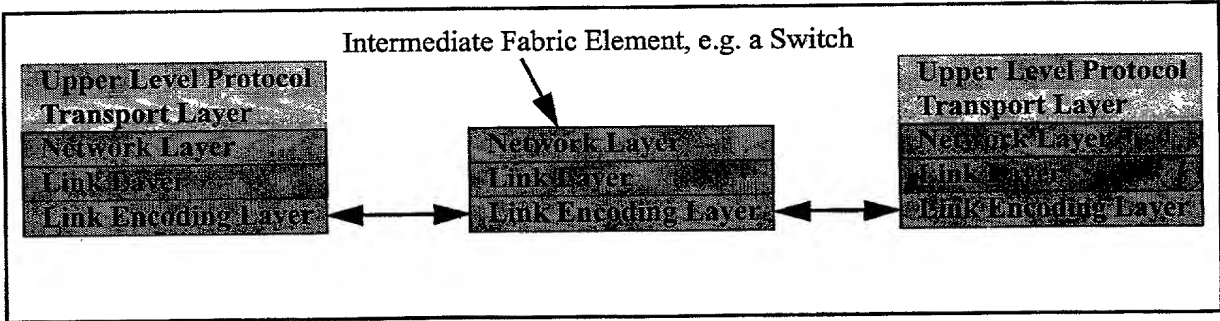 Intermediate Fabric Element, e.g. a Switch
Upper Level Protocol
Transport Layer
Network Layer
Link Layer
Link Encoding Layer
Network Layer
Link Layer
Link Encoding Layer
Upper Level Protocol
Transport Layer
Network Layer
Link Layer
Link Encoding Layer